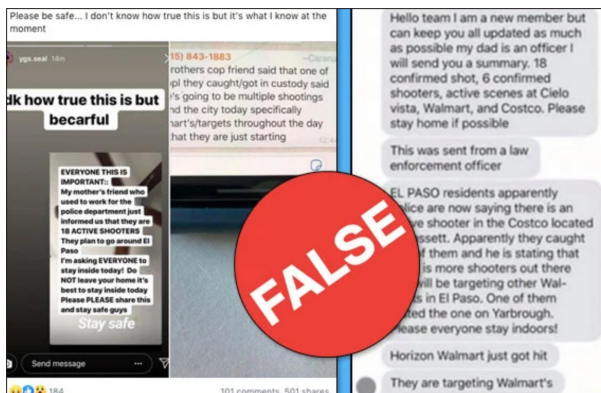 Please be safe... I don't know how true this is but it's what I know at the
moment
ygs.seal 14m
dk how true this is but
becarful
EVERYONE THIS IS
IMPORTANT::
My mother's friend who
used to work for the
police department just
informed us that they are
18 ACTIVE SHOOTERS
They plan to go around El
Paso
I'm asking EVERYONE to
stay inside today! Do
NOT leave your home it's
best to stay inside today
Please PLEASE share this
and stay safe guys
Stay safe
Send message
184
15) 843-1883
rothers cop friend said that one of
opl they caught/got in custody said
's going to be multiple shootings
nd the city today specifically
mart's/targets throughout the day
hat they are just starting
101 comments 501 shares
FALSE
Hello team I am a new member but
can keep you all updated as much
as possible my dad is an officer I
will send you a summary. 18
confirmed shot, 6 confirmed
shooters, active scenes at Cielo
vista, Walmart, and Costco. Please
stay home if possible
This was sent from a law
enforcement officer
EL PASO residents apparently
lice are now saying there is an
ve shooter in the Costco located
ssett. Apparently they caught
f them and he is stating that
is more shooters out there
will be targeting other Wal-
s in El Paso. One of them
ted the one on Yarbrough.
ease everyone stay indoors!
Horizon Walmart just got hit
They are targeting Walmart's